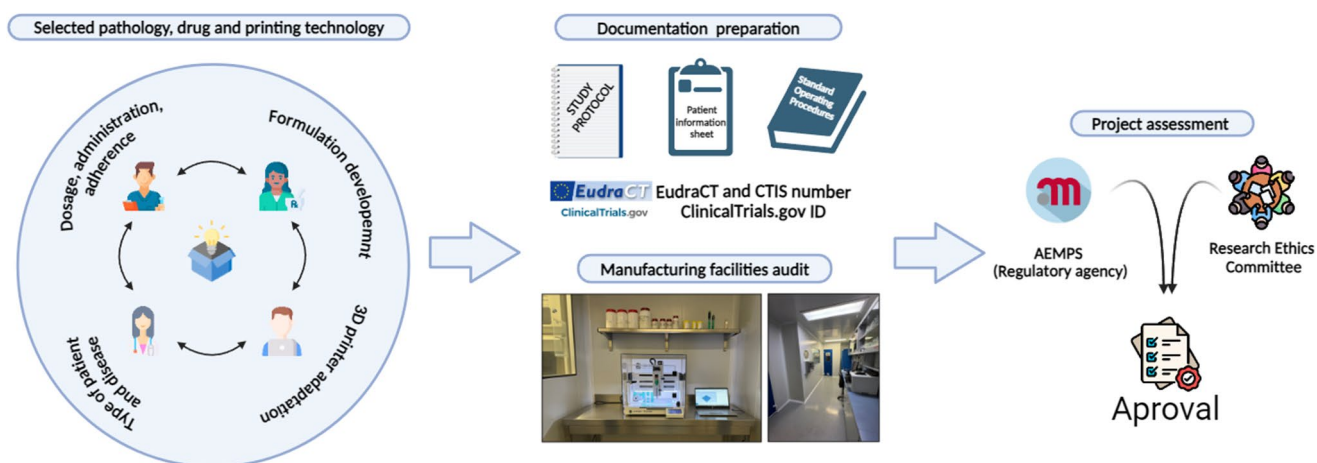 Selected pathology, drug and printing technology
Dosage, administration,
adherence
Formulation developemnt
Type of patient
and disease
3D printer adaptation
Documentation preparation
STUDY
PROTOCOL
Patient
information
sheet
Standard
Operating
Procedures
EudraCT
EudraCT and CTIS number
ClinicalTrials.gov
ClinicalTrials.gov ID
Manufacturing facilities audit
Project assessment
m
AEMPS
(Regulatory agency)
Research Ethics
Committee
Aproval